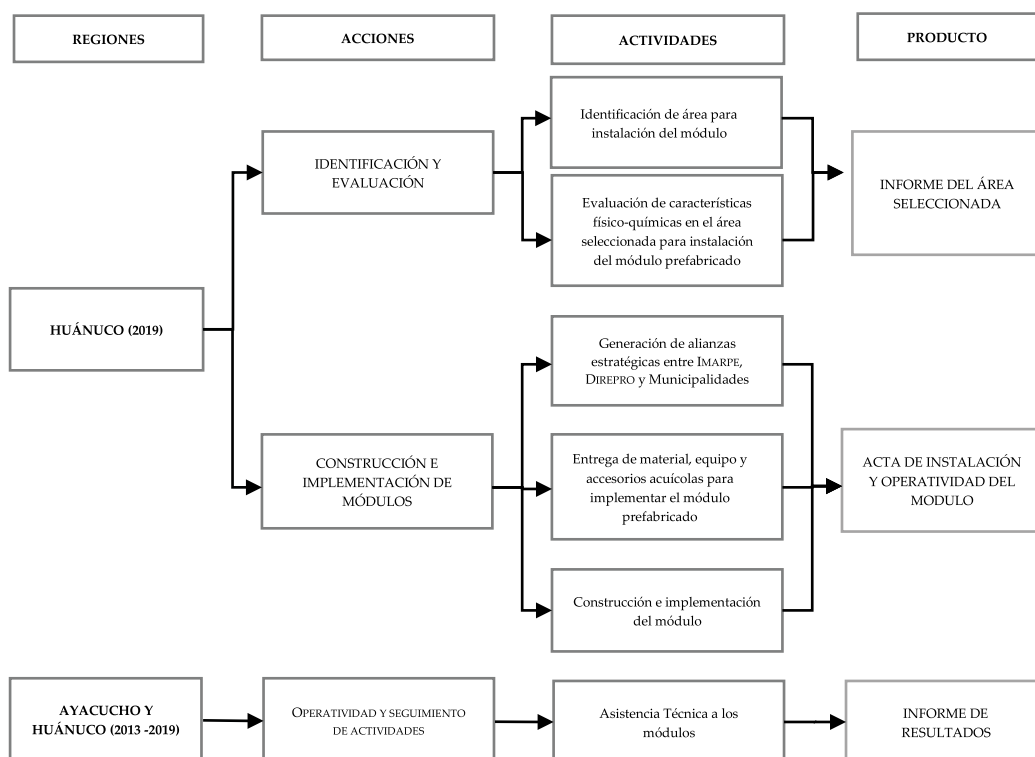 REGIONES
ACCIONES
ACTIVIDADES
PRODUCTO
HUÁNUCO (2019)
IDENTIFICACIÓN Y
EVALUACIÓN
Identificación de área para
instalación del módulo
Evaluación de características
físico-químicas en el área
seleccionada para instalación
del módulo prefabricado
INFORME DEL ÁREA
SELECCIONADA
CONSTRUCCIÓN E
IMPLEMENTACIÓN DE
MÓDULOS
Generación de alianzas
estratégicas entre IMARPE,
DIREPRO y Municipalidades
Entrega de material, equipo y
accesorios acuícolas para
implementar el módulo
prefabricado
Construcción e implementación
del módulo
ACTA DE INSTALACIÓN
Y OPERATIVIDAD DEL
MODULO
AYACUCHO Y
HUÁNUCO (2013 -2019)
OPERATIVIDAD Y SEGUIMIENTO
DE ACTIVIDADES
Asistencia Técnica a los
módulos
INFORME DE
RESULTADOS